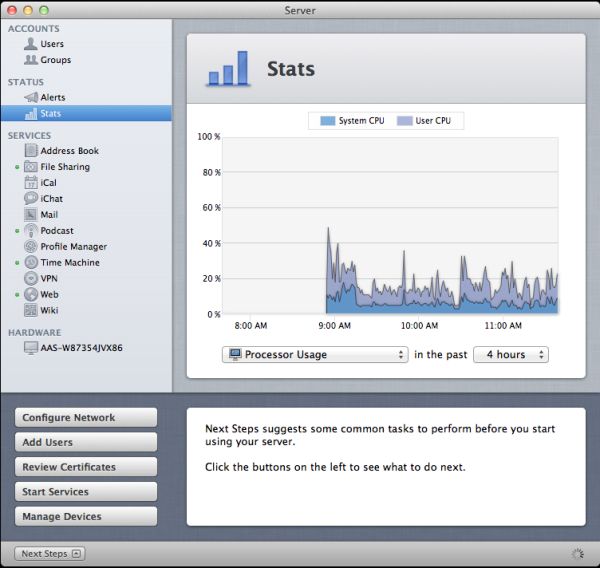 Server
ACCOUNTS
Users
Groups
STATUS
Alerts
Stats
SERVICES
Address Book
File Sharing
iCal
iChat
Mail
Podcast
Profile Manager
Time Machine
VPN
Web
Wiki
HARDWARE
AAS-W87354JVX86
Stats
System CPU User CPU
100 %
80 %
60 %
40 %
20 %
0 %
8:00 AM 9:00 AM 10:00 AM 11:00 AM
Processor Usage in the past 4 hours
Configure Network
Add Users
Review Certificates
Start Services
Manage Devices
Next Steps suggests some common tasks to perform before you start
using your server.
Click the buttons on the left to see what to do next.
Next Steps